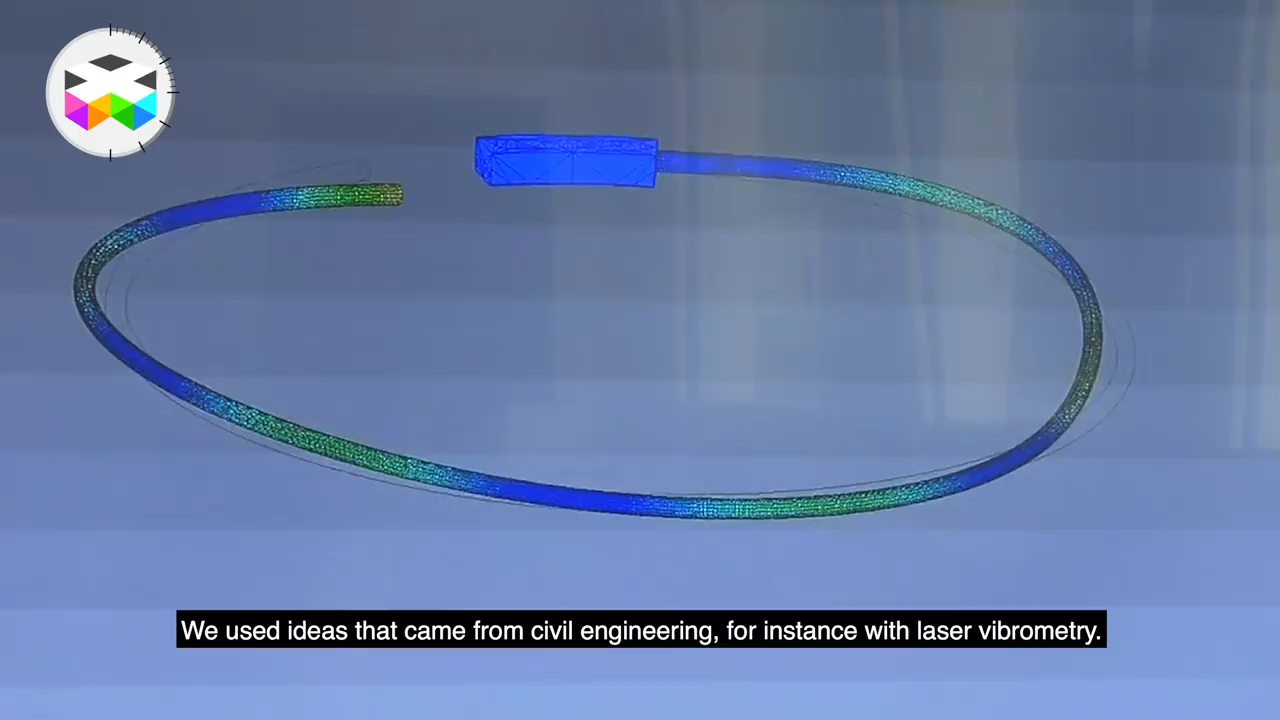 We used ideas that came from civil engineering, for instance with laser vibrometry.